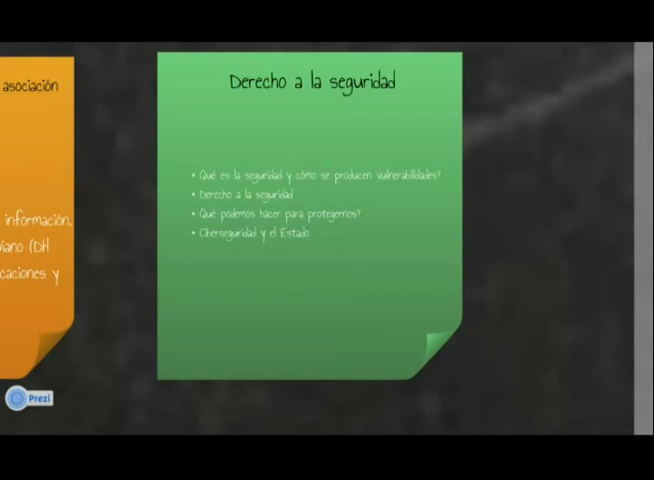 asociación
información.
viano (DH
caciones y
Derecho a la seguridad
• Qué es la seguridad y cómo se producen vulnerabilidades?
• Derecho a la seguridad
• Qué podemos hacer para protegernos?
• Ciberseguridad y el Estado
Prezi